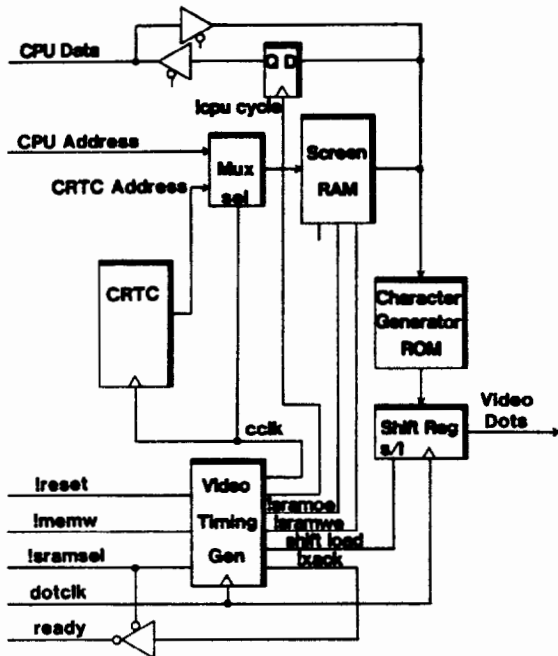 CPU Data
Q D
!cpu cycle
CPU Address
Mux
sel
Screen
RAM
CRTC Address
CRTC
Character
Generator
ROM
Video
Dots
Shift Reg
s/l
cclk
!reset
Video
Timing
Gen
!sramoe
!sramwe
shift load
!xack
!memw
!sramsel
dotclk
ready